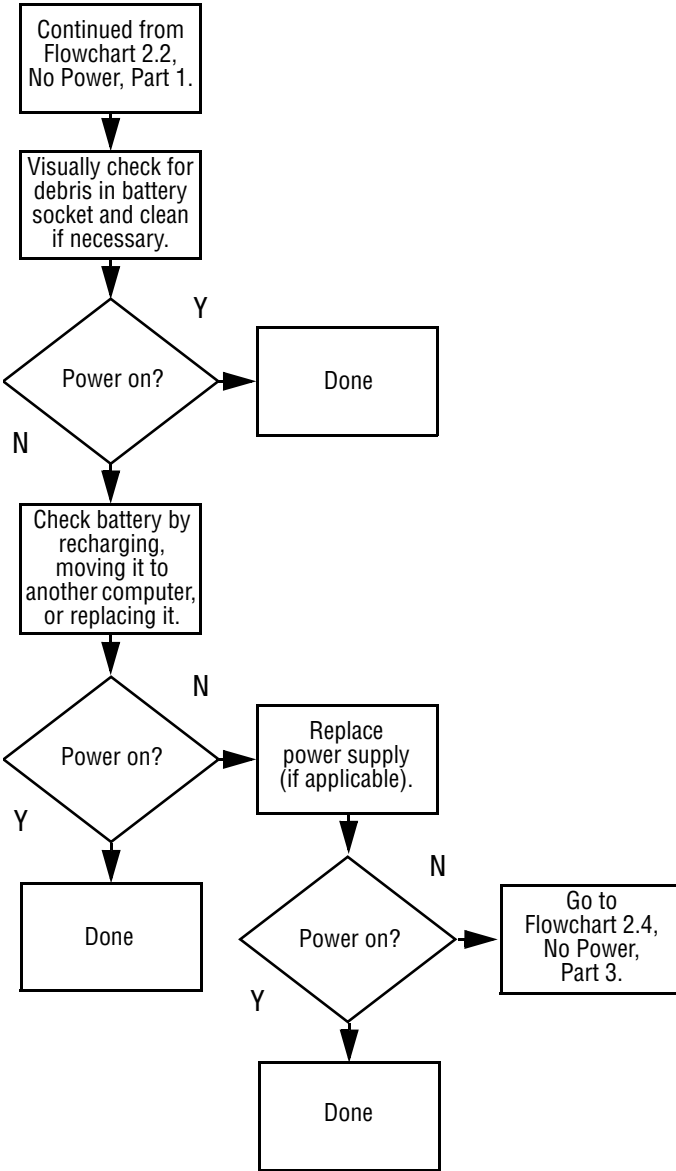 Continued from
Flowchart 2.2,
No Power, Part 1.
Visually check for
debris in battery
socket and clean
if necessary.
Y
Power on?
Done
N
Check battery by
recharging,
moving it to
another computer,
or replacing it.
N
Power on?
Replace
power supply
(if applicable).
Y
Done
N
Power on?
Go to
Flowchart 2.4,
No Power,
Part 3.
Y
Done